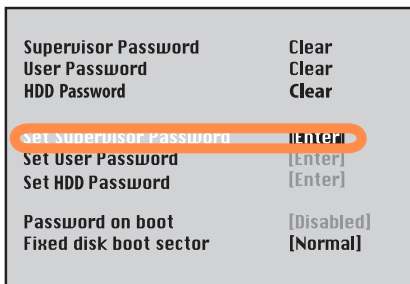 Supervisor Password Clear
User Password Clear
HDD Password Clear
Set Supervisor Password [Enter]
Set User Password [Enter]
Set HDD Password [Enter]
Password on boot [Disabled]
Fixed disk boot sector [Normal]